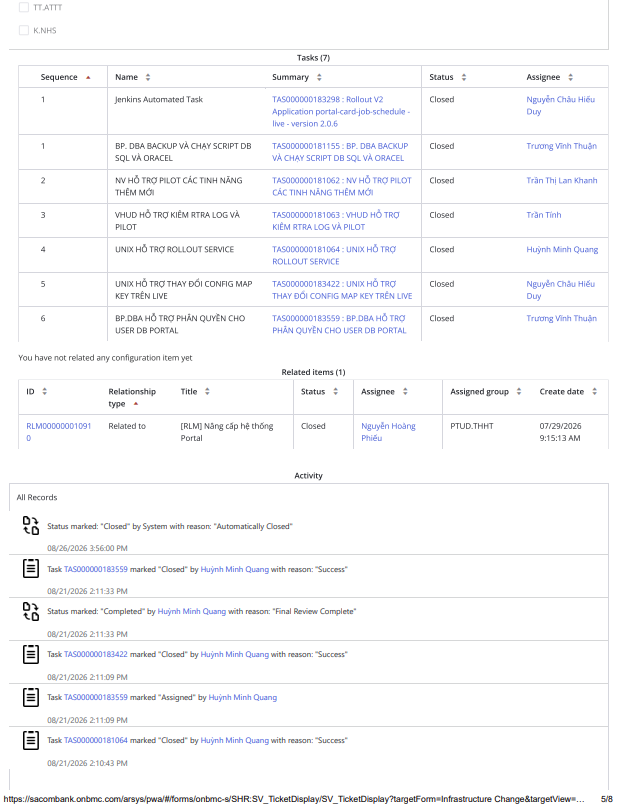 TT.ATTT
K.NHS
Tasks (7)
Sequence Name Summary Status Assignee
1 Jenkins Automated Task TAS000000183298 : Rollout V2 Closed Nguyễn Châu Hiếu
Application portal-card-job-schedule - Duy
live - version 2.0.6
1 BP. DBA BACKUP VÀ CHẠY SCRIPT DB TAS000000181155 : BP. DBA BACKUP Closed Trương Vĩnh Thuận
SQL VÀ ORACEL VÀ CHẠY SCRIPT DB SQL VÀ ORACEL
2 NV HỖ TRỢ PILOT CÁC TINH NĂNG TAS000000181062 : NV HỖ TRỢ PILOT Closed Trần Thị Lan Khanh
THÊM MỚI CÁC TINH NĂNG THÊM MỚI
3 VHUD HỖ TRỢ KIỂM RTRA LOG VÀ TAS000000181063 : VHUD HỖ TRỢ Closed Trần Tính
PILOT KIỂM RTRA LOG VÀ PILOT
4 UNIX HỖ TRỢ ROLLOUT SERVICE TAS000000181064 : UNIX HỖ TRỢ Closed Huỳnh Minh Quang
ROLLOUT SERVICE
5 UNIX HỖ TRỢ THAY ĐỔI CONFIG MAP TAS000000183422 : UNIX HỖ TRỢ Closed Nguyễn Châu Hiếu
KEY TRÊN LIVE THAY ĐỔI CONFIG MAP KEY TRÊN LIVE Duy
6 BP.DBA HỖ TRỢ PHÂN QUYỀN CHO TAS000000183559 : BP.DBA HỖ TRỢ Closed Trương Vĩnh Thuận
USER DB PORTAL PHÂN QUYỀN CHO USER DB PORTAL
You have not related any configuration item yet
Related items (1)
ID Relationship Title Status Assignee Assigned group Create date
type
RLM00000001091 Related to [RLM] Nâng cấp hệ thống Closed Nguyễn Hoàng PTUD.THHT 07/29/2026
0 Portal Phiếu 9:15:13 AM
Activity
All Records
Status marked: "Closed" by System with reason: "Automatically Closed"
08/26/2026 3:56:00 PM
Task TAS000000183559 marked "Closed" by Huỳnh Minh Quang with reason: "Success"
08/21/2026 2:11:33 PM
Status marked: "Completed" by Huỳnh Minh Quang with reason: "Final Review Complete"
08/21/2026 2:11:33 PM
Task TAS000000183422 marked "Closed" by Huỳnh Minh Quang with reason: "Success"
08/21/2026 2:11:09 PM
Task TAS000000183559 marked "Assigned" by Huỳnh Minh Quang
08/21/2026 2:11:09 PM
Task TAS000000181064 marked "Closed" by Huỳnh Minh Quang with reason: "Success"
08/21/2026 2:10:43 PM
https://sacombank.onbmc.com/arsys/pwa/#/forms/onbmc-s/SHR:SV_TicketDisplay/SV_TicketDisplay?targetForm=Infrastructure Change&targetView=… 5/8